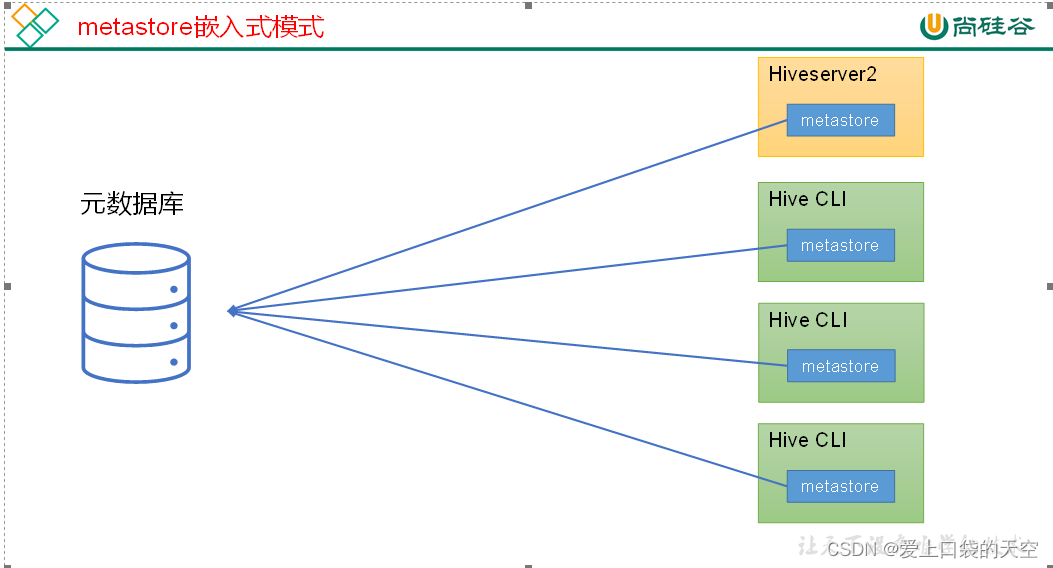 metastore嵌入式模式
尚硅谷
Hiveserver2
metastore
元数据库
Hive CLI
metastore
Hive CLI
metastore
Hive CLI
metastore
CSDN @爱上口袋的天空